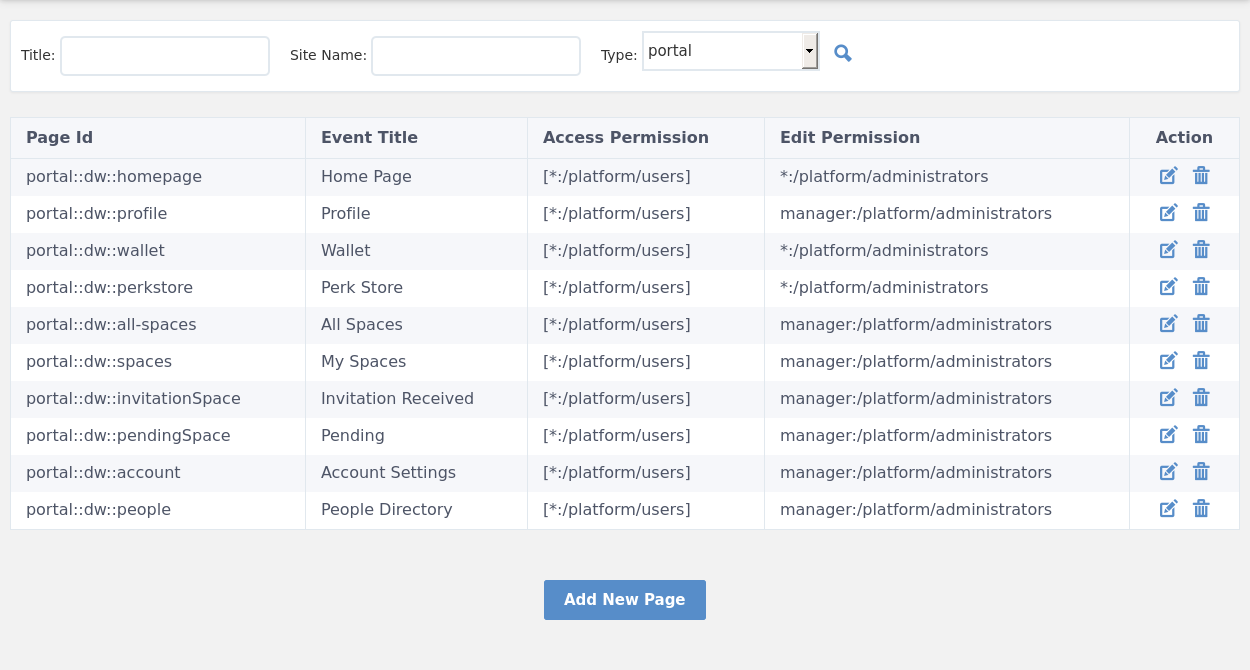 Title: Site Name: Type: portal
Page Id Event Title Access Permission Edit Permission Action
portal::dw::homepage Home Page [*:/platform/users] *:/platform/administrators
portal::dw::profile Profile [*:/platform/users] manager:/platform/administrators
portal::dw::wallet Wallet [*:/platform/users] *:/platform/administrators
portal::dw::perkstore Perk Store [*:/platform/users] *:/platform/administrators
portal::dw::all-spaces All Spaces [*:/platform/users] manager:/platform/administrators
portal::dw::spaces My Spaces [*:/platform/users] manager:/platform/administrators
portal::dw::invitationSpace Invitation Received [*:/platform/users] manager:/platform/administrators
portal::dw::pendingSpace Pending [*:/platform/users] manager:/platform/administrators
portal::dw::account Account Settings [*:/platform/users] manager:/platform/administrators
portal::dw::people People Directory [*:/platform/users] manager:/platform/administrators
Add New Page